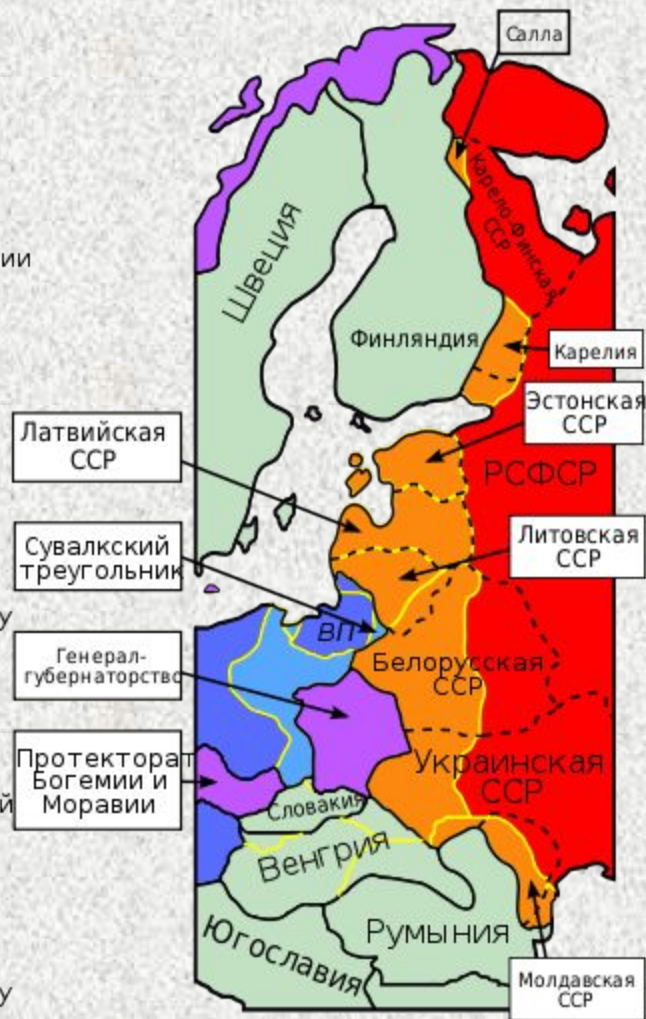 Салла
Карело-Финская
ССР
ии
Швеция
Финляндия
Карелия
Эстонская
ССР
Латвийская
ССР
РСФСР
Литовская
ССР
Сувалкский
треугольник
у
ВП
Генерал-
губернаторство
Белорусская
ССР
Протекторат
Богемии и
Моравии
Украинская
ССР
й
Словакия
Венгрия
Румыния
Югославия
Молдавская
ССР
у